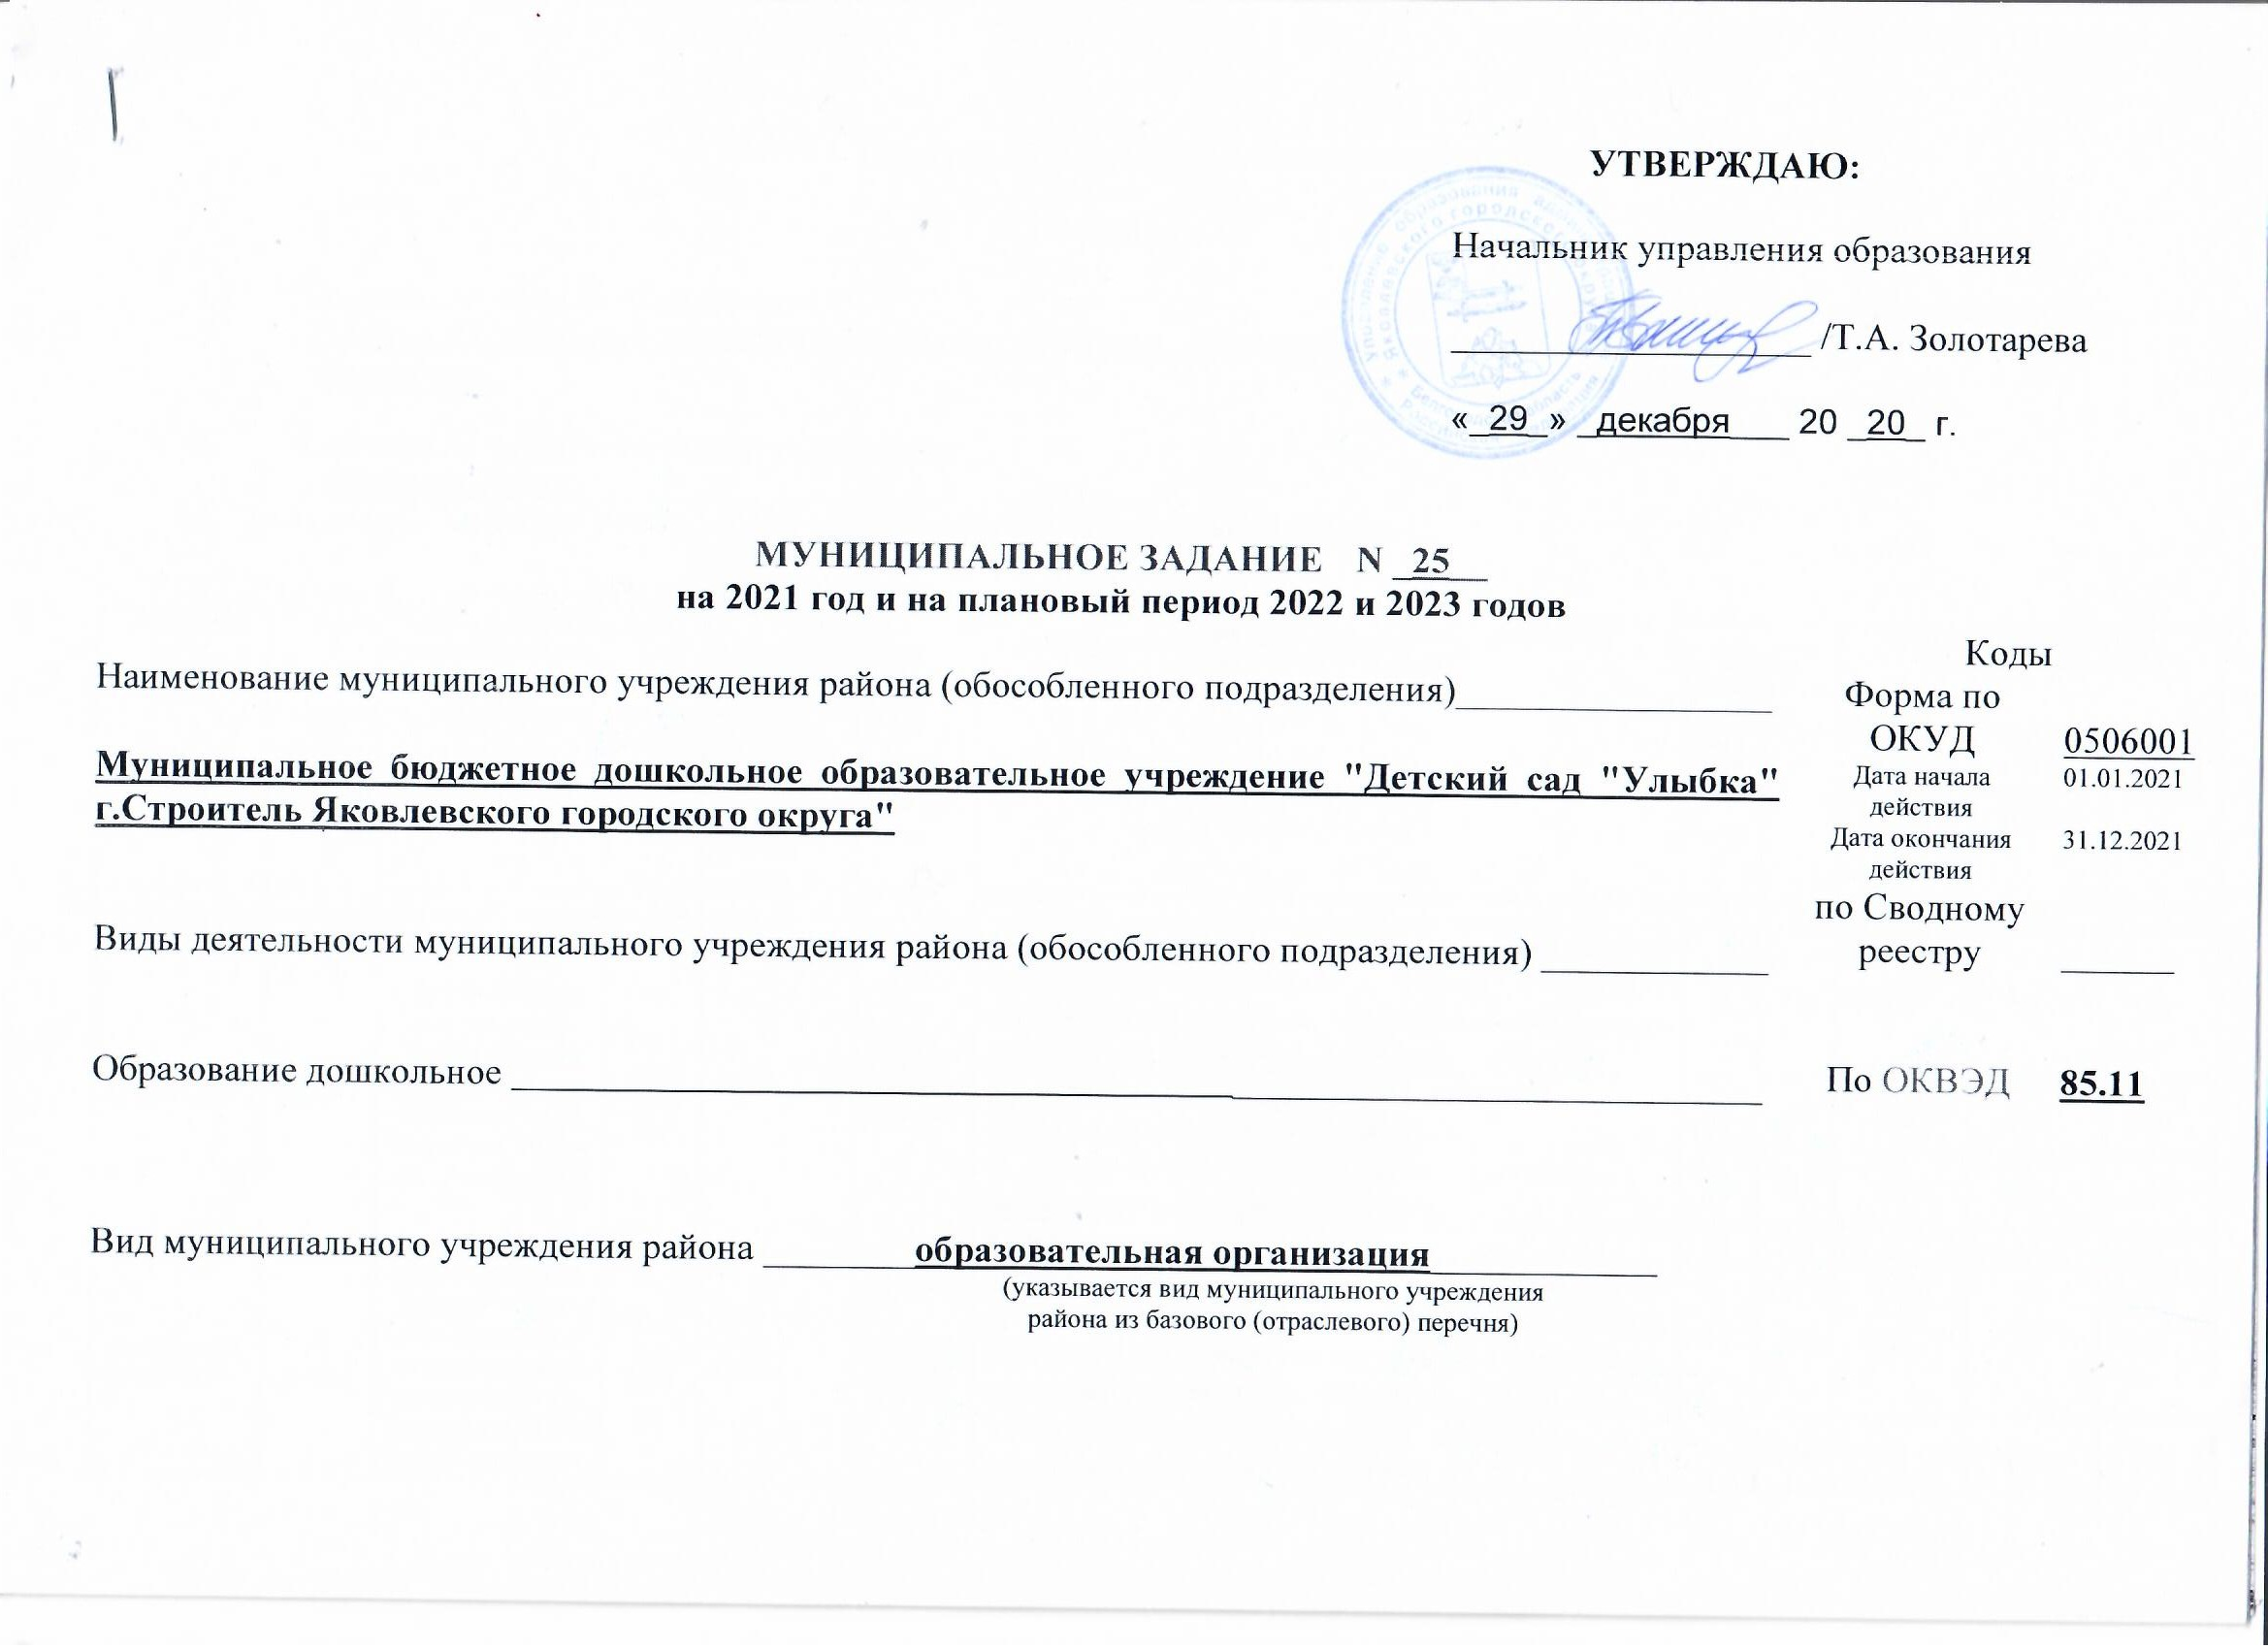 УТВЕРЖДАЮ:
Начальник управления образования
/Т.А. Золотарева
« 29 » декабря 20 20 г.
МУНИЦИПАЛЬНОЕ ЗАДАНИЕ N 25
на 2021 год и на плановый период 2022 и 2023 годов
Коды
Наименование муниципального учреждения района (обособленного подразделения)
Форма по
ОКУД 0506001
Муниципальное бюджетное дошкольное образовательное учреждение "Детский сад "Улыбка"
г.Строитель Яковлевского городского округа"
Дата начала 01.01.2021
действия
Дата окончания 31.12.2021
действия
Виды деятельности муниципального учреждения района (обособленного подразделения)
по Сводному
реестру
Образование дошкольное
По ОКВЭД 85.11
Вид муниципального учреждения района образовательная организация
(указывается вид муниципального учреждения
района из базового (отраслевого) перечня)